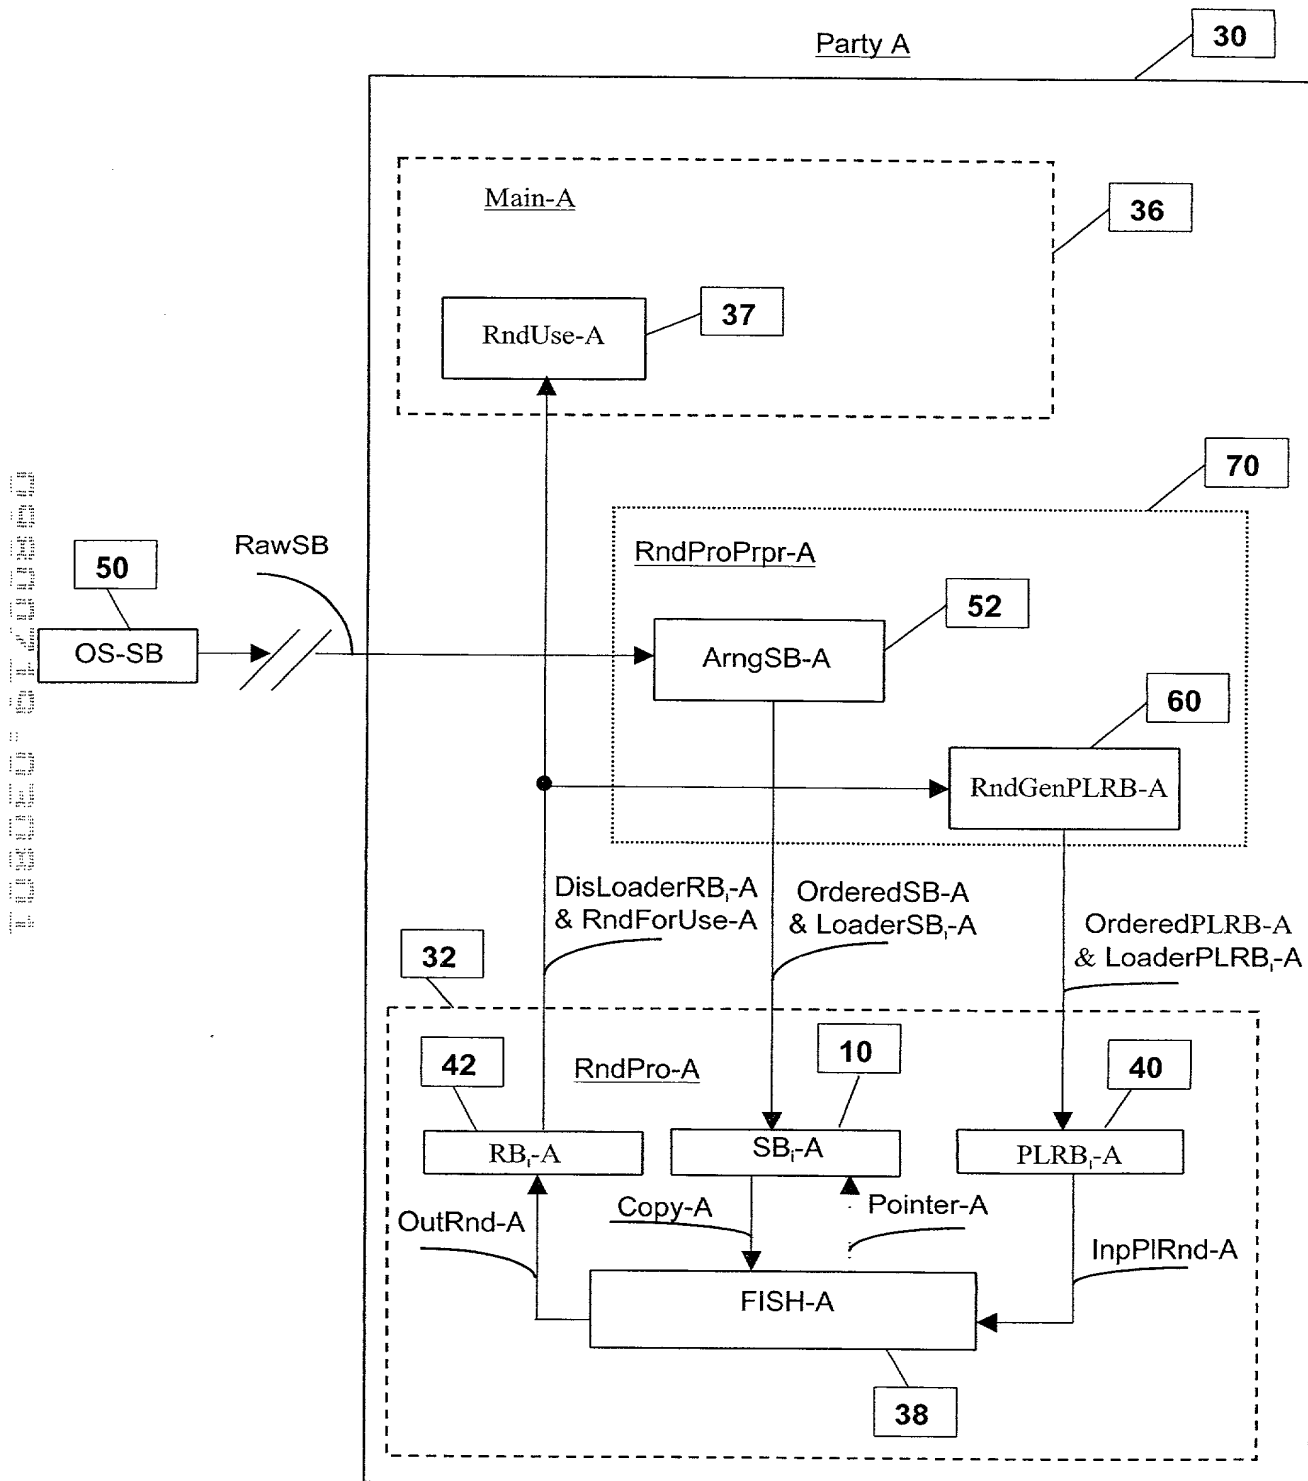 Party A
30
Main-A
36
RndUse-A
37
70
RawSB
RndProPrpr-A
50
52
OS-SB
ArngSB-A
60
RndGenPLRB-A
DisLoaderRBi-A
& RndForUse-A
OrderedSB-A
& LoaderSBi-A
OrderedPLRB-A
& LoaderPLRBi-A
32
42
RndPro-A
10
40
RBi-A
SBi-A
PLRBi-A
OutRnd-A
Copy-A
Pointer-A
InpPlRnd-A
FISH-A
38